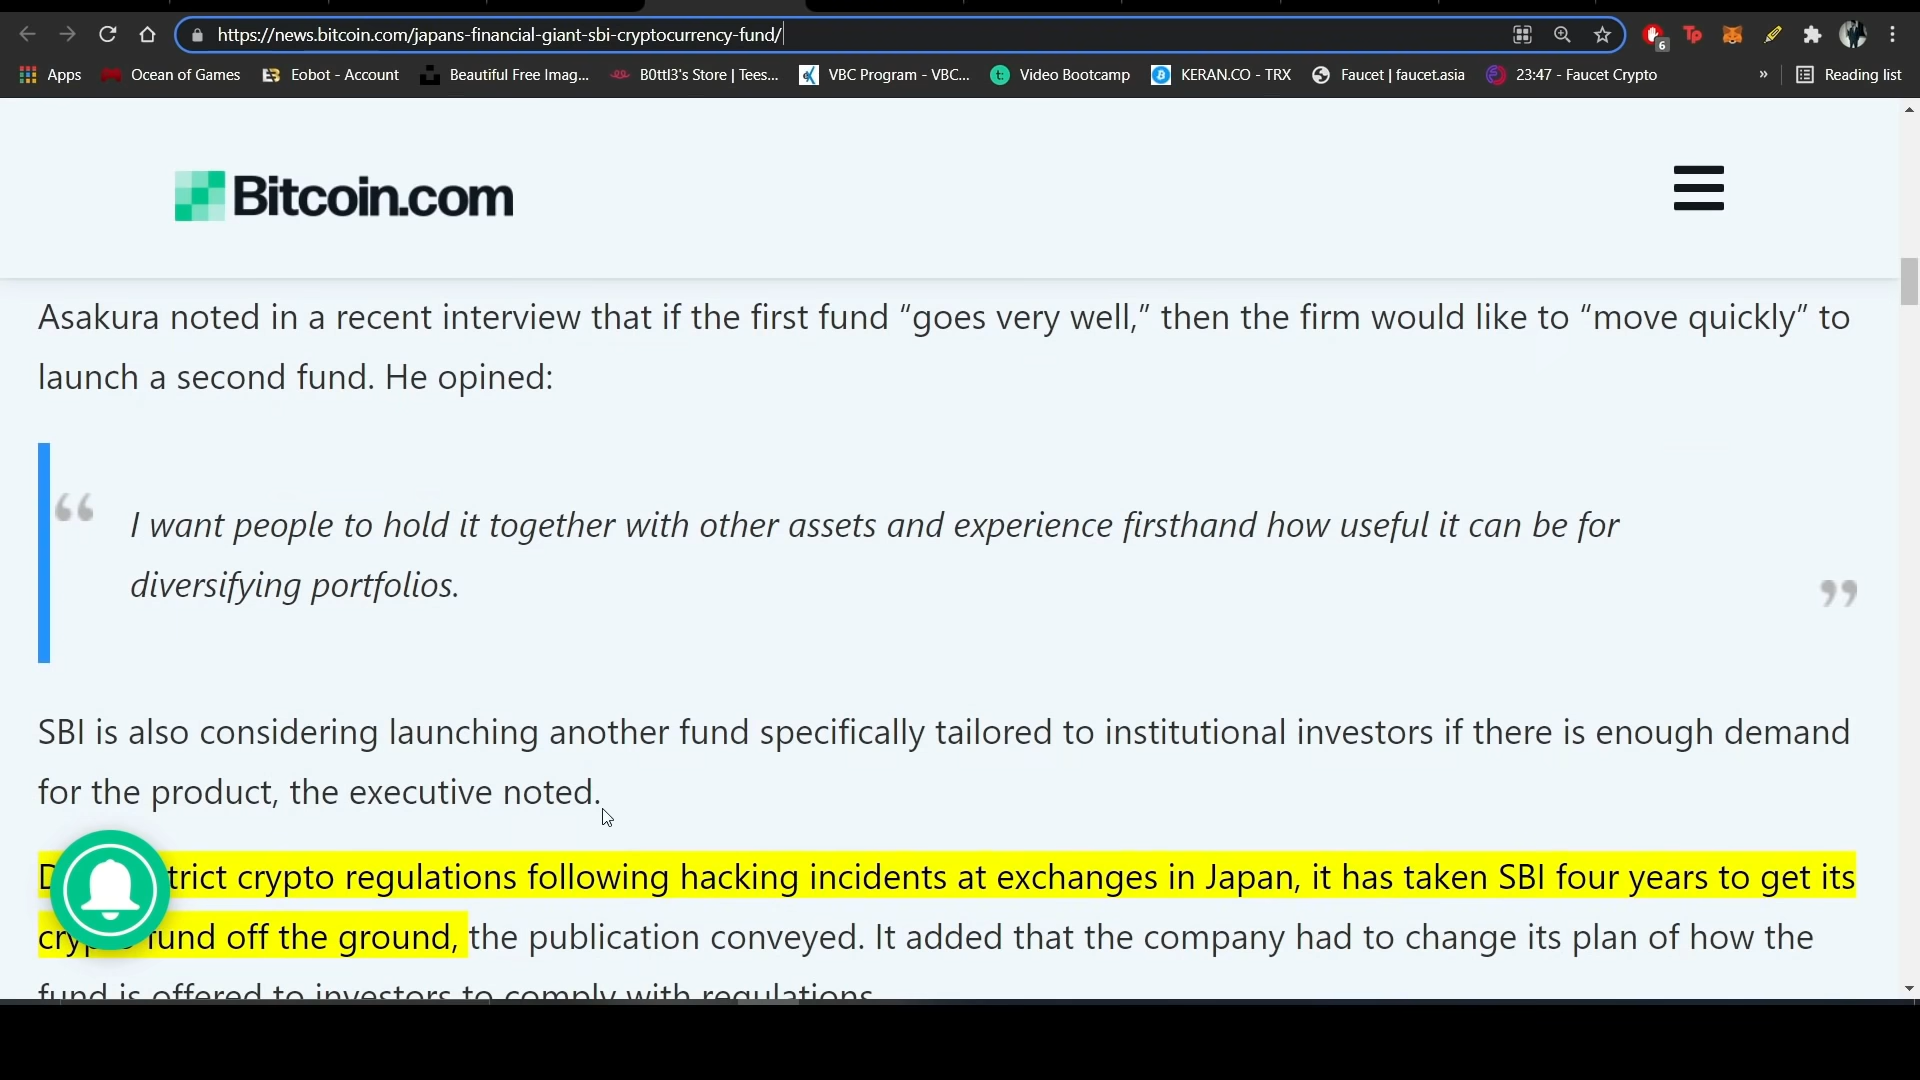 https://news.bitcoin.com/japans-financial-giant-sbi-cryptocurrency-fund/
6
Tp
Apps
Ocean of Games
Eobot - Account
Beautiful Free Imag...
B0ttl3's Store | Tees...
VBC Program - VBC...
Video Bootcamp
KERAN.CO - TRX
Faucet | faucet.asia
23:47 - Faucet Crypto
»
Reading list
Bitcoin.com
Asakura noted in a recent interview that if the first fund “goes very well,” then the firm would like to “move quickly” to
launch a second fund. He opined:
“
I want people to hold it together with other assets and experience firsthand how useful it can be for
diversifying portfolios.
”
SBI is also considering launching another fund specifically tailored to institutional investors if there is enough demand
for the product, the executive noted.
trict crypto regulations following hacking incidents at exchanges in Japan, it has taken SBI four years to get its
fund off the ground, the publication conveyed. It added that the company had to change its plan of how the
fund is offered to investors to comply with regulations.